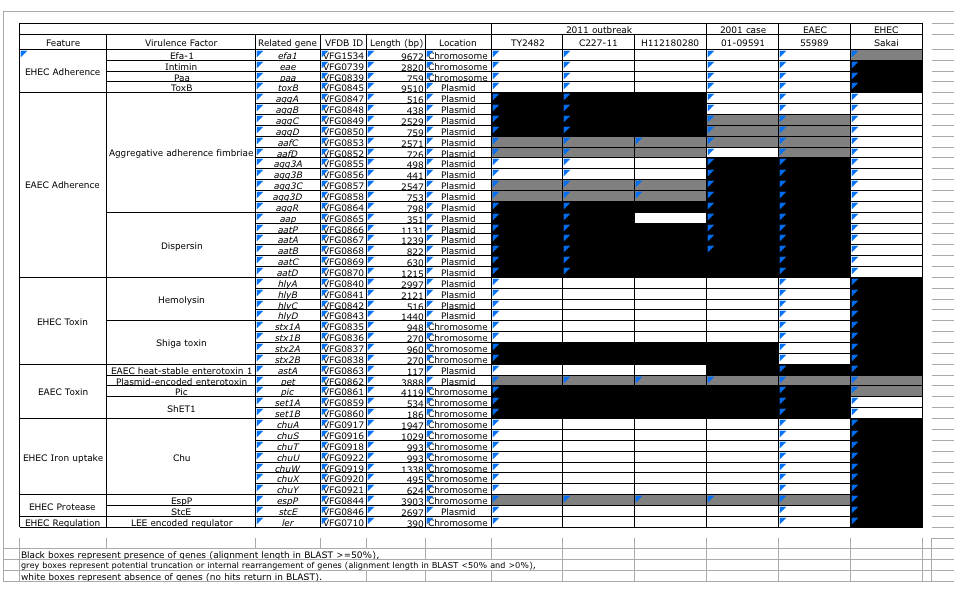 2011 outbreak 2001 case EAEC EHEC
Feature Virulence Factor Related gene VFDB ID Length (bp) Location TY2482 C227-11 H112180280 01-09591 55989 Sakai
EHEC Adherence
Efa-1 efa1 VFG1534 9672 Chromosome
Intimin eae VFG0739 2820 Chromosome
Paa paa VFG0839 759 Chromosome
ToxB toxB VFG0845 9510 Plasmid
EAEC Adherence
Aggregative adherence fimbriae
aggA VFG0847 516 Plasmid
aggB VFG0848 438 Plasmid
aggC VFG0849 2529 Plasmid
aggD VFG0850 759 Plasmid
aafC VFG0853 2571 Plasmid
aafD VFG0852 726 Plasmid
agg3A VFG0855 498 Plasmid
agg3B VFG0856 441 Plasmid
agg3C VFG0857 2547 Plasmid
agg3D VFG0858 753 Plasmid
aggR VFG0864 798 Plasmid
Dispersin
aap VFG0865 351 Plasmid
aatP VFG0866 1131 Plasmid
aatA VFG0867 1239 Plasmid
aatB VFG0868 822 Plasmid
aatC VFG0869 630 Plasmid
aatD VFG0870 1215 Plasmid
EHEC Toxin
Hemolysin
hlyA VFG0840 2997 Plasmid
hlyB VFG0841 2121 Plasmid
hlyC VFG0842 516 Plasmid
hlyD VFG0843 1440 Plasmid
Shiga toxin
stx1A VFG0835 948 Chromosome
stx1B VFG0836 270 Chromosome
stx2A VFG0837 960 Chromosome
stx2B VFG0838 270 Chromosome
EAEC Toxin
EAEC heat-stable enterotoxin 1 astA VFG0863 117 Plasmid
Plasmid-encoded enterotoxin pet VFG0862 3888 Plasmid
Pic pic VFG0861 4119 Chromosome
ShET1
set1A VFG0859 534 Chromosome
set1B VFG0860 186 Chromosome
EHEC Iron uptake
Chu
chuA VFG0917 1947 Chromosome
chuS VFG0916 1029 Chromosome
chuT VFG0918 993 Chromosome
chuU VFG0922 993 Chromosome
chuW VFG0919 1338 Chromosome
chuX VFG0920 495 Chromosome
chuY VFG0921 624 Chromosome
EHEC Protease
EspP espP VFG0844 3903 Chromosome
StcE stcE VFG0846 2697 Plasmid
EHEC Regulation LEE encoded regulator ler VFG0710 390 Chromosome
Black boxes represent presence of genes (alignment length in BLAST >=50%),
grey boxes represent potential truncation or internal rearrangement of genes (alignment length in BLAST <50% and >0%),
white boxes represent absence of genes (no hits return in BLAST).